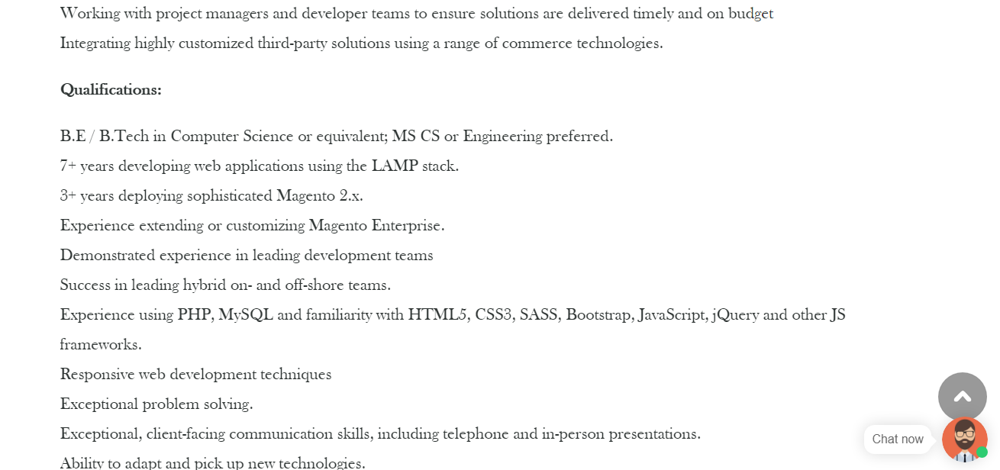 Working with project managers and developer teams to ensure solutions are delivered timely and on budget
Integrating highly customized third-party solutions using a range of commerce technologies.
Qualifications:
B.E / B.Tech in Computer Science or equivalent; MS CS or Engineering preferred.
7+ years developing web applications using the LAMP stack.
3+ years deploying sophisticated Magento 2.x.
Experience extending or customizing Magento Enterprise.
Demonstrated experience in leading development teams
Success in leading hybrid on- and off-shore teams.
Experience using PHP, MySQL and familiarity with HTML5, CSS3, SASS, Bootstrap, JavaScript, jQuery and other JS
frameworks.
Responsive web development techniques
Exceptional problem solving.
Exceptional, client-facing communication skills, including telephone and in-person presentations.
Chat now
Ability to adapt and pick up new technologies.